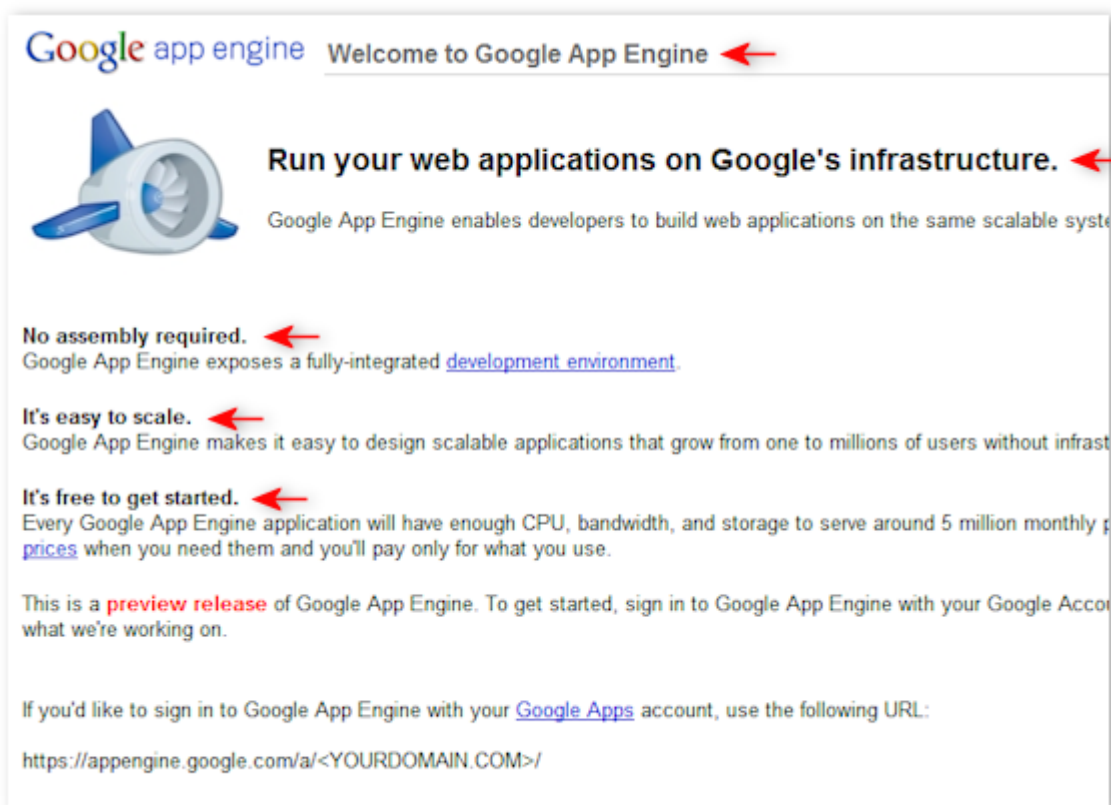 Google app engine Welcome to Google App Engine
Run your web applications on Google's infrastructure.
Google App Engine enables developers to build web applications on the same scalable syste
No assembly required.
Google App Engine exposes a fully-integrated development environment.
It's easy to scale.
Google App Engine makes it easy to design scalable applications that grow from one to millions of users without infrast
It's free to get started.
Every Google App Engine application will have enough CPU, bandwidth, and storage to serve around 5 million monthly p
prices when you need them and you'll pay only for what you use.
This is a preview release of Google App Engine. To get started, sign in to Google App Engine with your Google Accou
what we're working on.
If you'd like to sign in to Google App Engine with your Google Apps account, use the following URL:
https://appengine.google.com/a/<YOURDOMAIN.COM>/